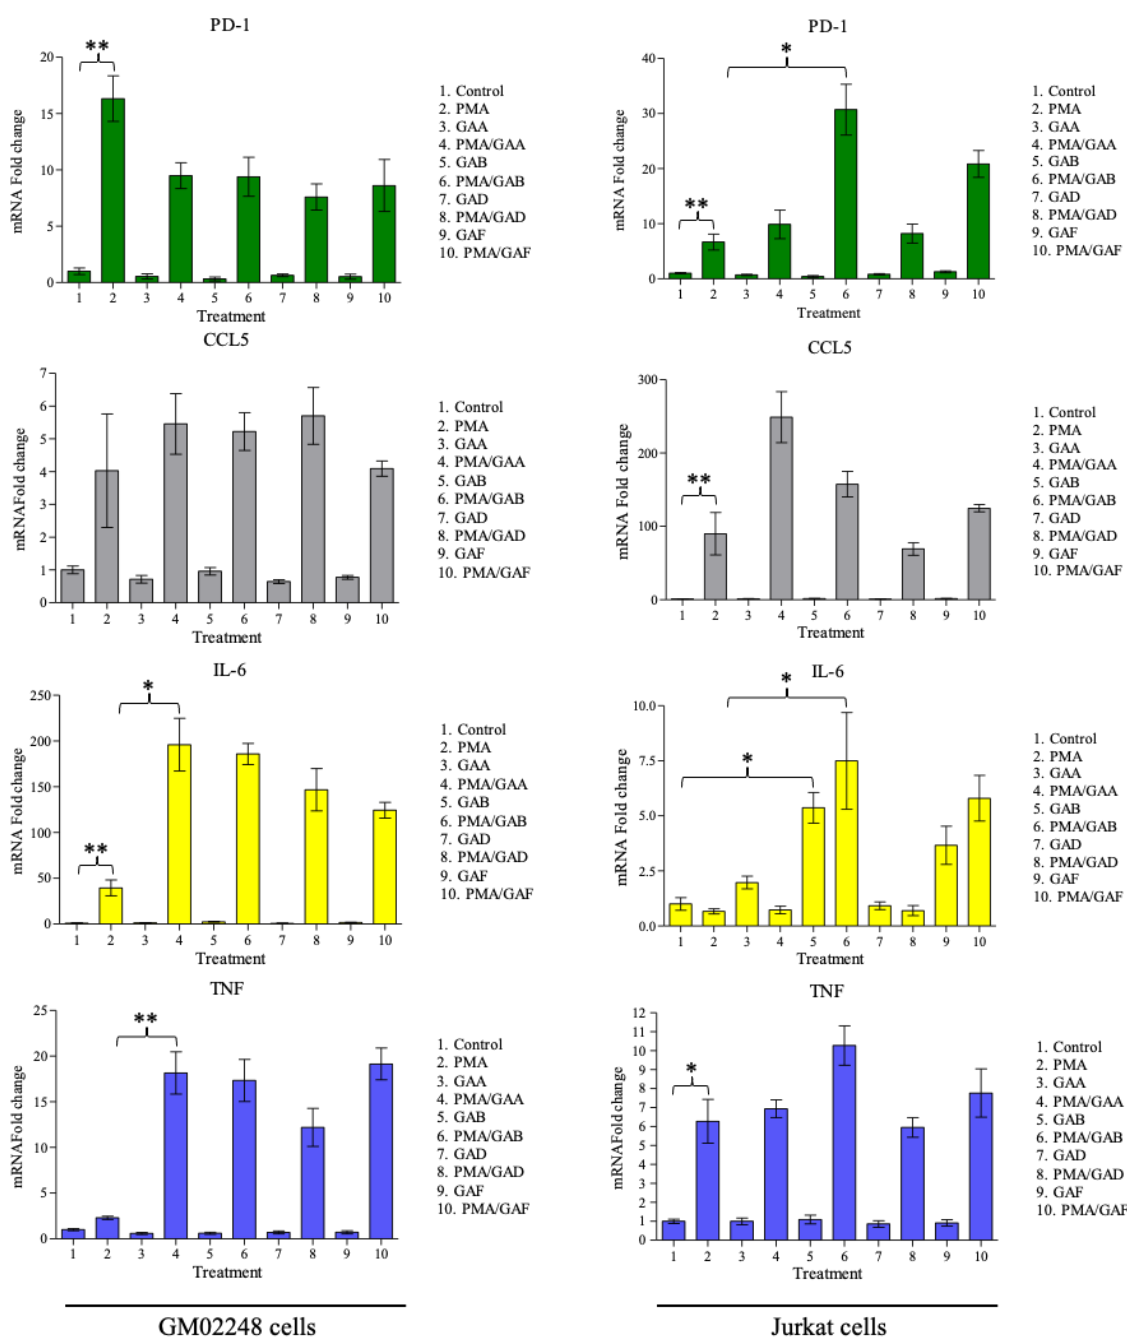 PD-1
**
mRNA Fold change
20
15
10
5
0
1 2 3 4 5 6 7 8 9 10
Treatment
1. Control
2. PMA
3. GAA
4. PMA/GAA
5. GAB
6. PMA/GAB
7. GAD
8. PMA/GAD
9. GAF
10. PMA/GAF
PD-1
*
**
mRNA Fold change
40
30
20
10
0
1 2 3 4 5 6 7 8 9 10
Treatment
1. Control
2. PMA
3. GAA
4. PMA/GAA
5. GAB
6. PMA/GAB
7. GAD
8. PMA/GAD
9. GAF
10. PMA/GAF
CCL5
mRNAFold change
7
6
5
4
3
2
1
0
1 2 3 4 5 6 7 8 9 10
Treatment
1. Control
2. PMA
3. GAA
4. PMA/GAA
5. GAB
6. PMA/GAB
7. GAD
8. PMA/GAD
9. GAF
10. PMA/GAF
CCL5
**
mRNA Fold change
300
200
100
0
1 2 3 4 5 6 7 8 9 10
Treatment
1. Control
2. PMA
3. GAA
4. PMA/GAA
5. GAB
6. PMA/GAB
7. GAD
8. PMA/GAD
9. GAF
10. PMA/GAF
IL-6
*
**
mRNA Fold change
250
200
150
100
50
0
1 2 3 4 5 6 7 8 9 10
Treatment
1. Control
2. PMA
3. GAA
4. PMA/GAA
5. GAB
6. PMA/GAB
7. GAD
8. PMA/GAD
9. GAF
10. PMA/GAF
IL-6
*
*
mRNA Fold change
10.0
7.5
5.0
2.5
0.0
1 2 3 4 5 6 7 8 9 10
Treatment
1. Control
2. PMA
3. GAA
4. PMA/GAA
5. GAB
6. PMA/GAB
7. GAD
8. PMA/GAD
9. GAF
10. PMA/GAF
TNF
**
mRNAFold change
25
20
15
10
5
0
1 2 3 4 5 6 7 8 9 10
Treatment
1. Control
2. PMA
3. GAA
4. PMA/GAA
5. GAB
6. PMA/GAB
7. GAD
8. PMA/GAD
9. GAF
10. PMA/GAF
TNF
*
mRNAFold change
12
11
10
9
8
7
6
5
4
3
2
1
0
1 2 3 4 5 6 7 8 9 10
Treatment
1. Control
2. PMA
3. GAA
4. PMA/GAA
5. GAB
6. PMA/GAB
7. GAD
8. PMA/GAD
9. GAF
10. PMA/GAF
GM02248 cells
Jurkat cells